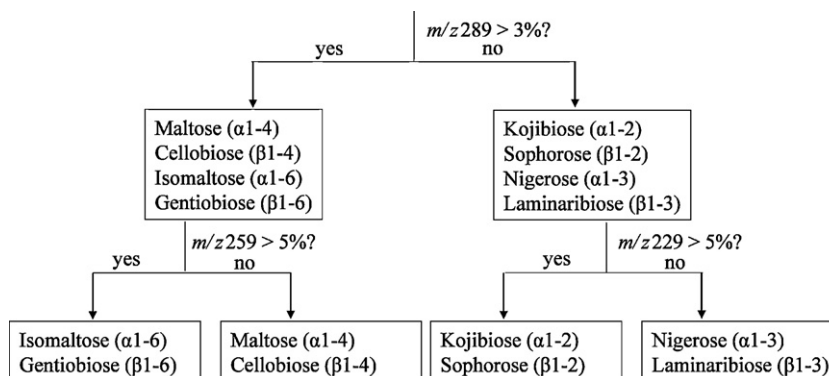 m/z289 > 3%?
yes
no
Maltose (α1-4)
Cellobiose (β1-4)
Isomaltose (α1-6)
Gentiobiose (β1-6)
Kojibiose (α1-2)
Sophorose (β1-2)
Nigerose (α1-3)
Laminaribiose (β1-3)
m/z259 > 5%?
yes
no
m/z229 > 5%?
yes
no
Isomaltose (α1-6)
Gentiobiose (β1-6)
Maltose (α1-4)
Cellobiose (β1-4)
Kojibiose (α1-2)
Sophorose (β1-2)
Nigerose (α1-3)
Laminaribiose (β1-3)